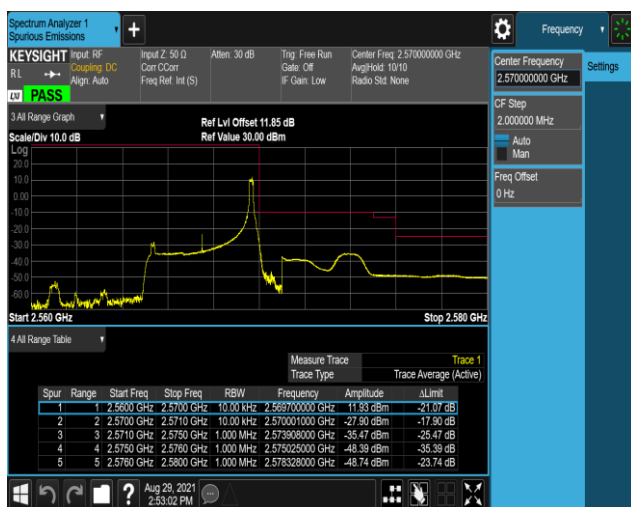 Spectrum Analyzer 1
Spurious Emissions
Frequency
KEYSIGHT Input: RF Input Z: 50 Ω Atten: 30 dB Trig: Free Run Center Freq: 2.570000000 GHz
RL Coupling: DC Corr CCorr Gate: Off Avg|Hold: 10/10
Align: Auto Freq Ref: Int (S) IF Gain: Low Radio Std: None
LXI PASS
Center Frequency
2.570000000 GHz
Settings
CF Step
2.000000 MHz
Auto
Man
Freq Offset
0 Hz
3 All Range Graph
Ref Lvl Offset 11.85 dB
Scale/Div 10.0 dB Ref Value 30.00 dBm
Log
20.0
10.0
0.00
-10.0
-20.0
-30.0
-40.0
-50.0
-60.0
Start 2.560 GHz Stop 2.580 GHz
4 All Range Table
Measure Trace Trace 1
Trace Type Trace Average (Active)
Spur Range Start Freq Stop Freq RBW Frequency Amplitude ΔLimit
1 1 2.5600 GHz 2.5700 GHz 10.00 kHz 2.569700000 GHz 11.93 dBm -21.07 dB
2 2 2.5700 GHz 2.5710 GHz 10.00 kHz 2.570001000 GHz -27.90 dBm -17.90 dB
3 3 2.5710 GHz 2.5750 GHz 1.000 MHz 2.573908000 GHz -35.47 dBm -25.47 dB
4 4 2.5750 GHz 2.5760 GHz 1.000 MHz 2.575025000 GHz -48.39 dBm -35.39 dB
5 5 2.5760 GHz 2.5800 GHz 1.000 MHz 2.578328000 GHz -48.74 dBm -23.74 dB
Aug 29, 2021
2:53:02 PM